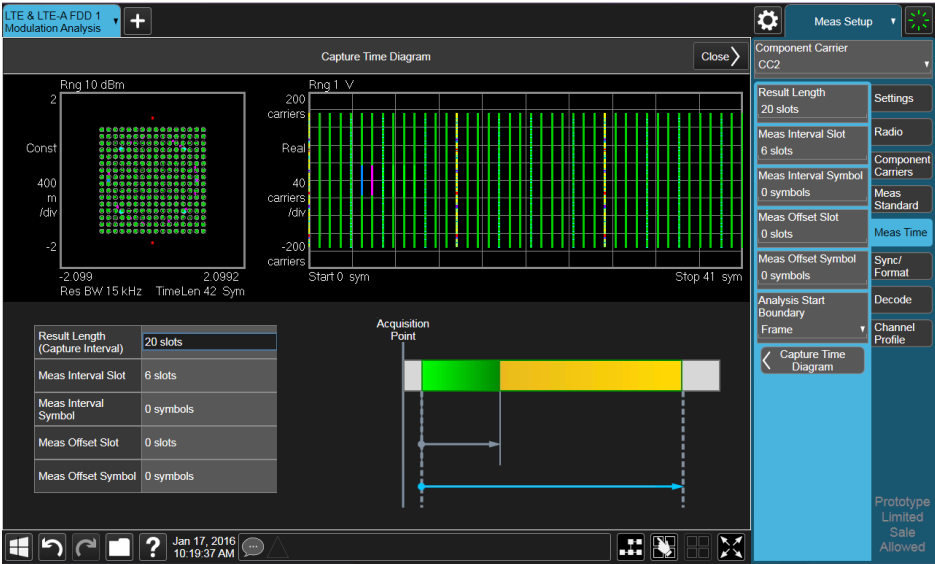 LTE & LTE-A FDD 1
Modulation Analysis
Meas Setup
Capture Time Diagram
Close
Component Carrier
CC2
Rng 10 dBm
2
Const
400
m
/div
-2
-2.099
2.0992
Res BW 15 kHz
TimeLen 42 Sym
Rng 1 V
200
carriers
Real
40
carriers
/div
-200
carriers
Start 0 sym
Stop 41 sym
Result Length
20 slots
Meas Interval Slot
6 slots
Meas Interval Symbol
0 symbols
Meas Offset Slot
0 slots
Meas Offset Symbol
0 symbols
Analysis Start
Boundary
Frame
Capture Time
Diagram
Settings
Radio
Component
Carriers
Meas
Standard
Meas Time
Sync/
Format
Decode
Channel
Profile
Result Length
(Capture Interval)
20 slots
Meas Interval Slot
6 slots
Meas Interval
Symbol
0 symbols
Meas Offset Slot
0 slots
Meas Offset Symbol
0 symbols
Acquisition
Point
Prototype
Limited
Sale
Allowed
?
Jan 17, 2016
10:19:37 AM